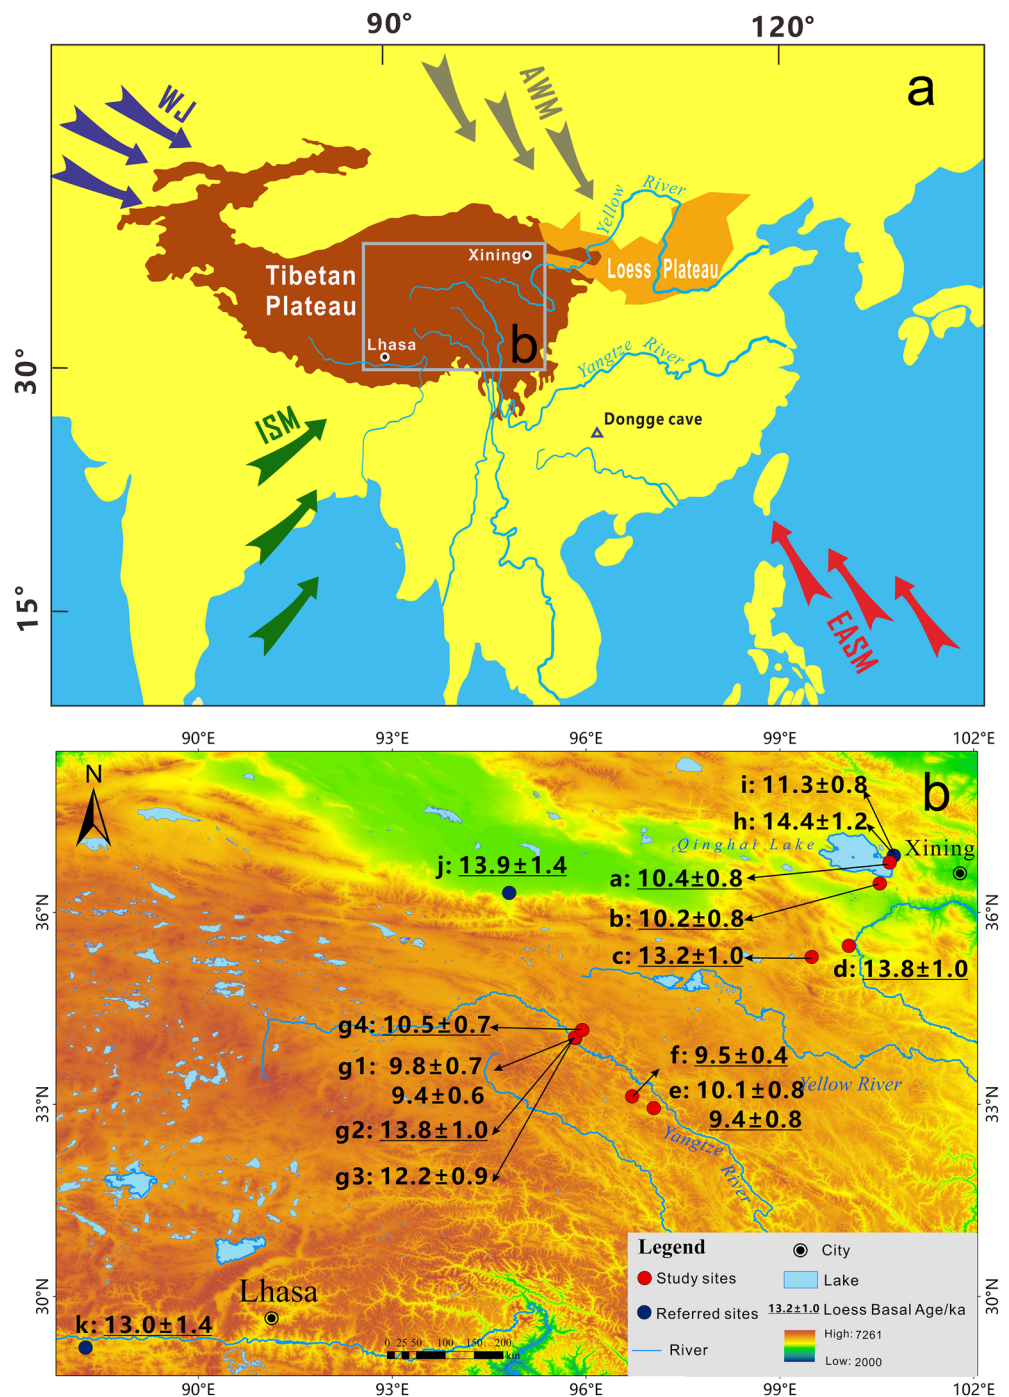 90°
120°
a
WJ
AWM
Yellow
River
Xining
Loess Plateau
Tibetan
Plateau
b
Lhasa
30°
Yangtze River
ISM
Dongge cave
15°
EASM
90°E
93°E
96°E
99°E
102°E
N
b
i: 11.3±0.8
h: 14.4±1.2
Qinghai Lake
Xining
j: 13.9±1.4
a: 10.4±0.8
b: 10.2±0.8
36°N
36°N
c: 13.2±1.0
d: 13.8±1.0
g4: 10.5±0.7
g1: 9.8±0.7
9.4±0.6
f: 9.5±0.4
e: 10.1±0.8
9.4±0.8
Yellow River
33°N
33°N
g2: 13.8±1.0
Yangtze River
g3: 12.2±0.9
Legend
City
Study sites
Lake
Referred sites
13.2±1.0 Loess Basal Age/ka
River
High: 7261
Low: 2000
30°N
30°N
Lhasa
k: 13.0±1.4
0 25 50 100 150 200
km
90°E
93°E
96°E
99°E
102°E